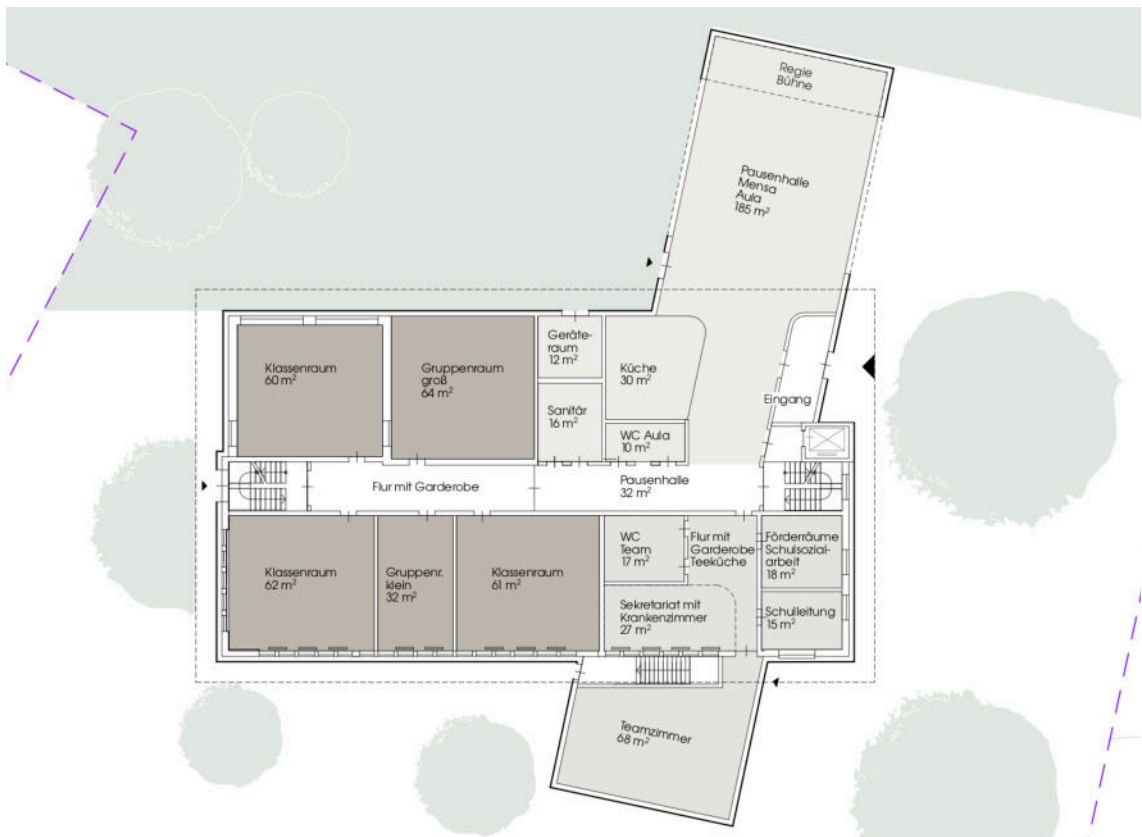 Regie
Bühne
Pausenhalle
Mensa
Aula
185 m²
Klassenraum
60 m²
Gruppenraum
groß
64 m²
Geräte-
raum
12 m²
Küche
30 m²
Sanitär
16 m²
WC Aula
10 m²
Eingang
Flur mit Garderobe
Pausenhalle
32 m²
Klassenraum
62 m²
Gruppenr.
klein
32 m²
Klassenraum
61 m²
WC
Team
17 m²
Flur mit
Garderobe
Teeküche
Förderräume
Schulsozial-
arbeit
18 m²
Sekretariat mit
Krankenzimmer
27 m²
Schulleitung
15 m²
Teamzimmer
68 m²